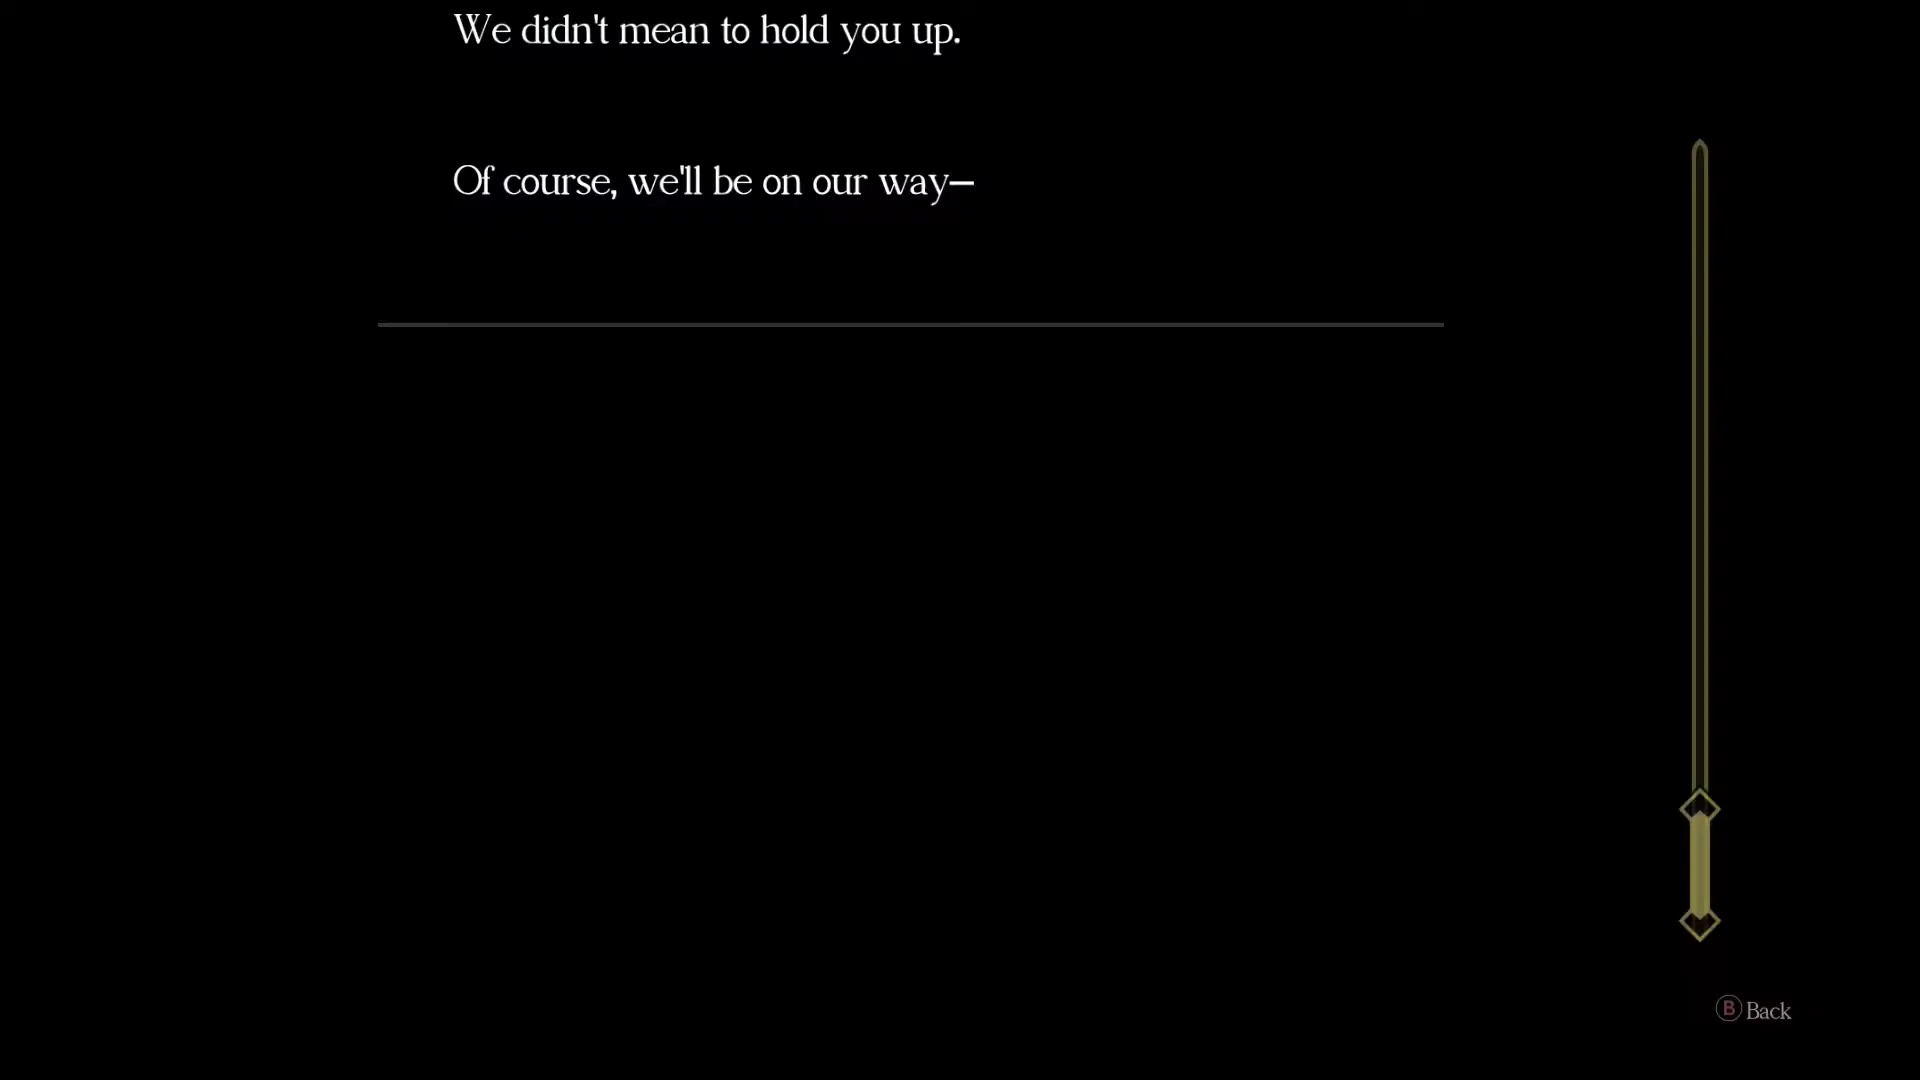 We didn't mean to hold you up.
Of course, we'll be on our way—
B Back